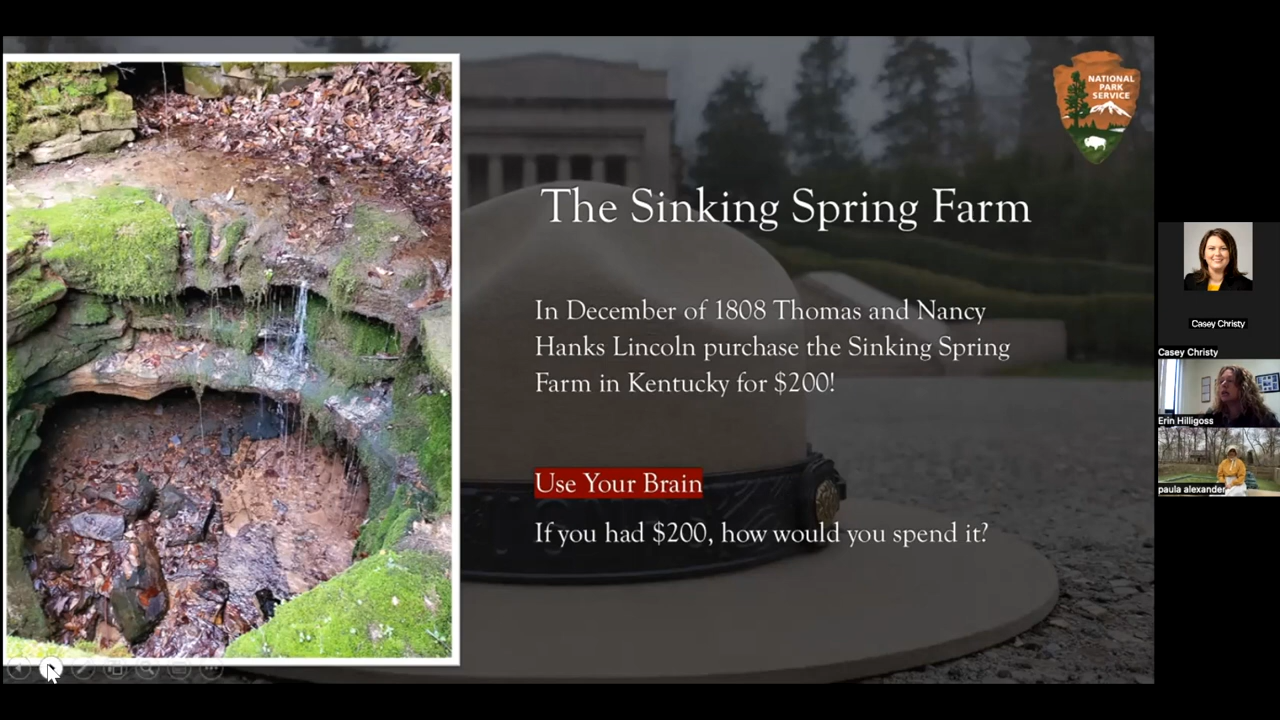 NATIONAL
PARK
SERVICE
The Sinking Spring Farm
In December of 1808 Thomas and Nancy
Hanks Lincoln purchase the Sinking Spring
Farm in Kentucky for $200!
Use Your Brain
If you had $200, how would you spend it?
Casey Christy
Casey Christy
Erin Hilligoss
paula alexander